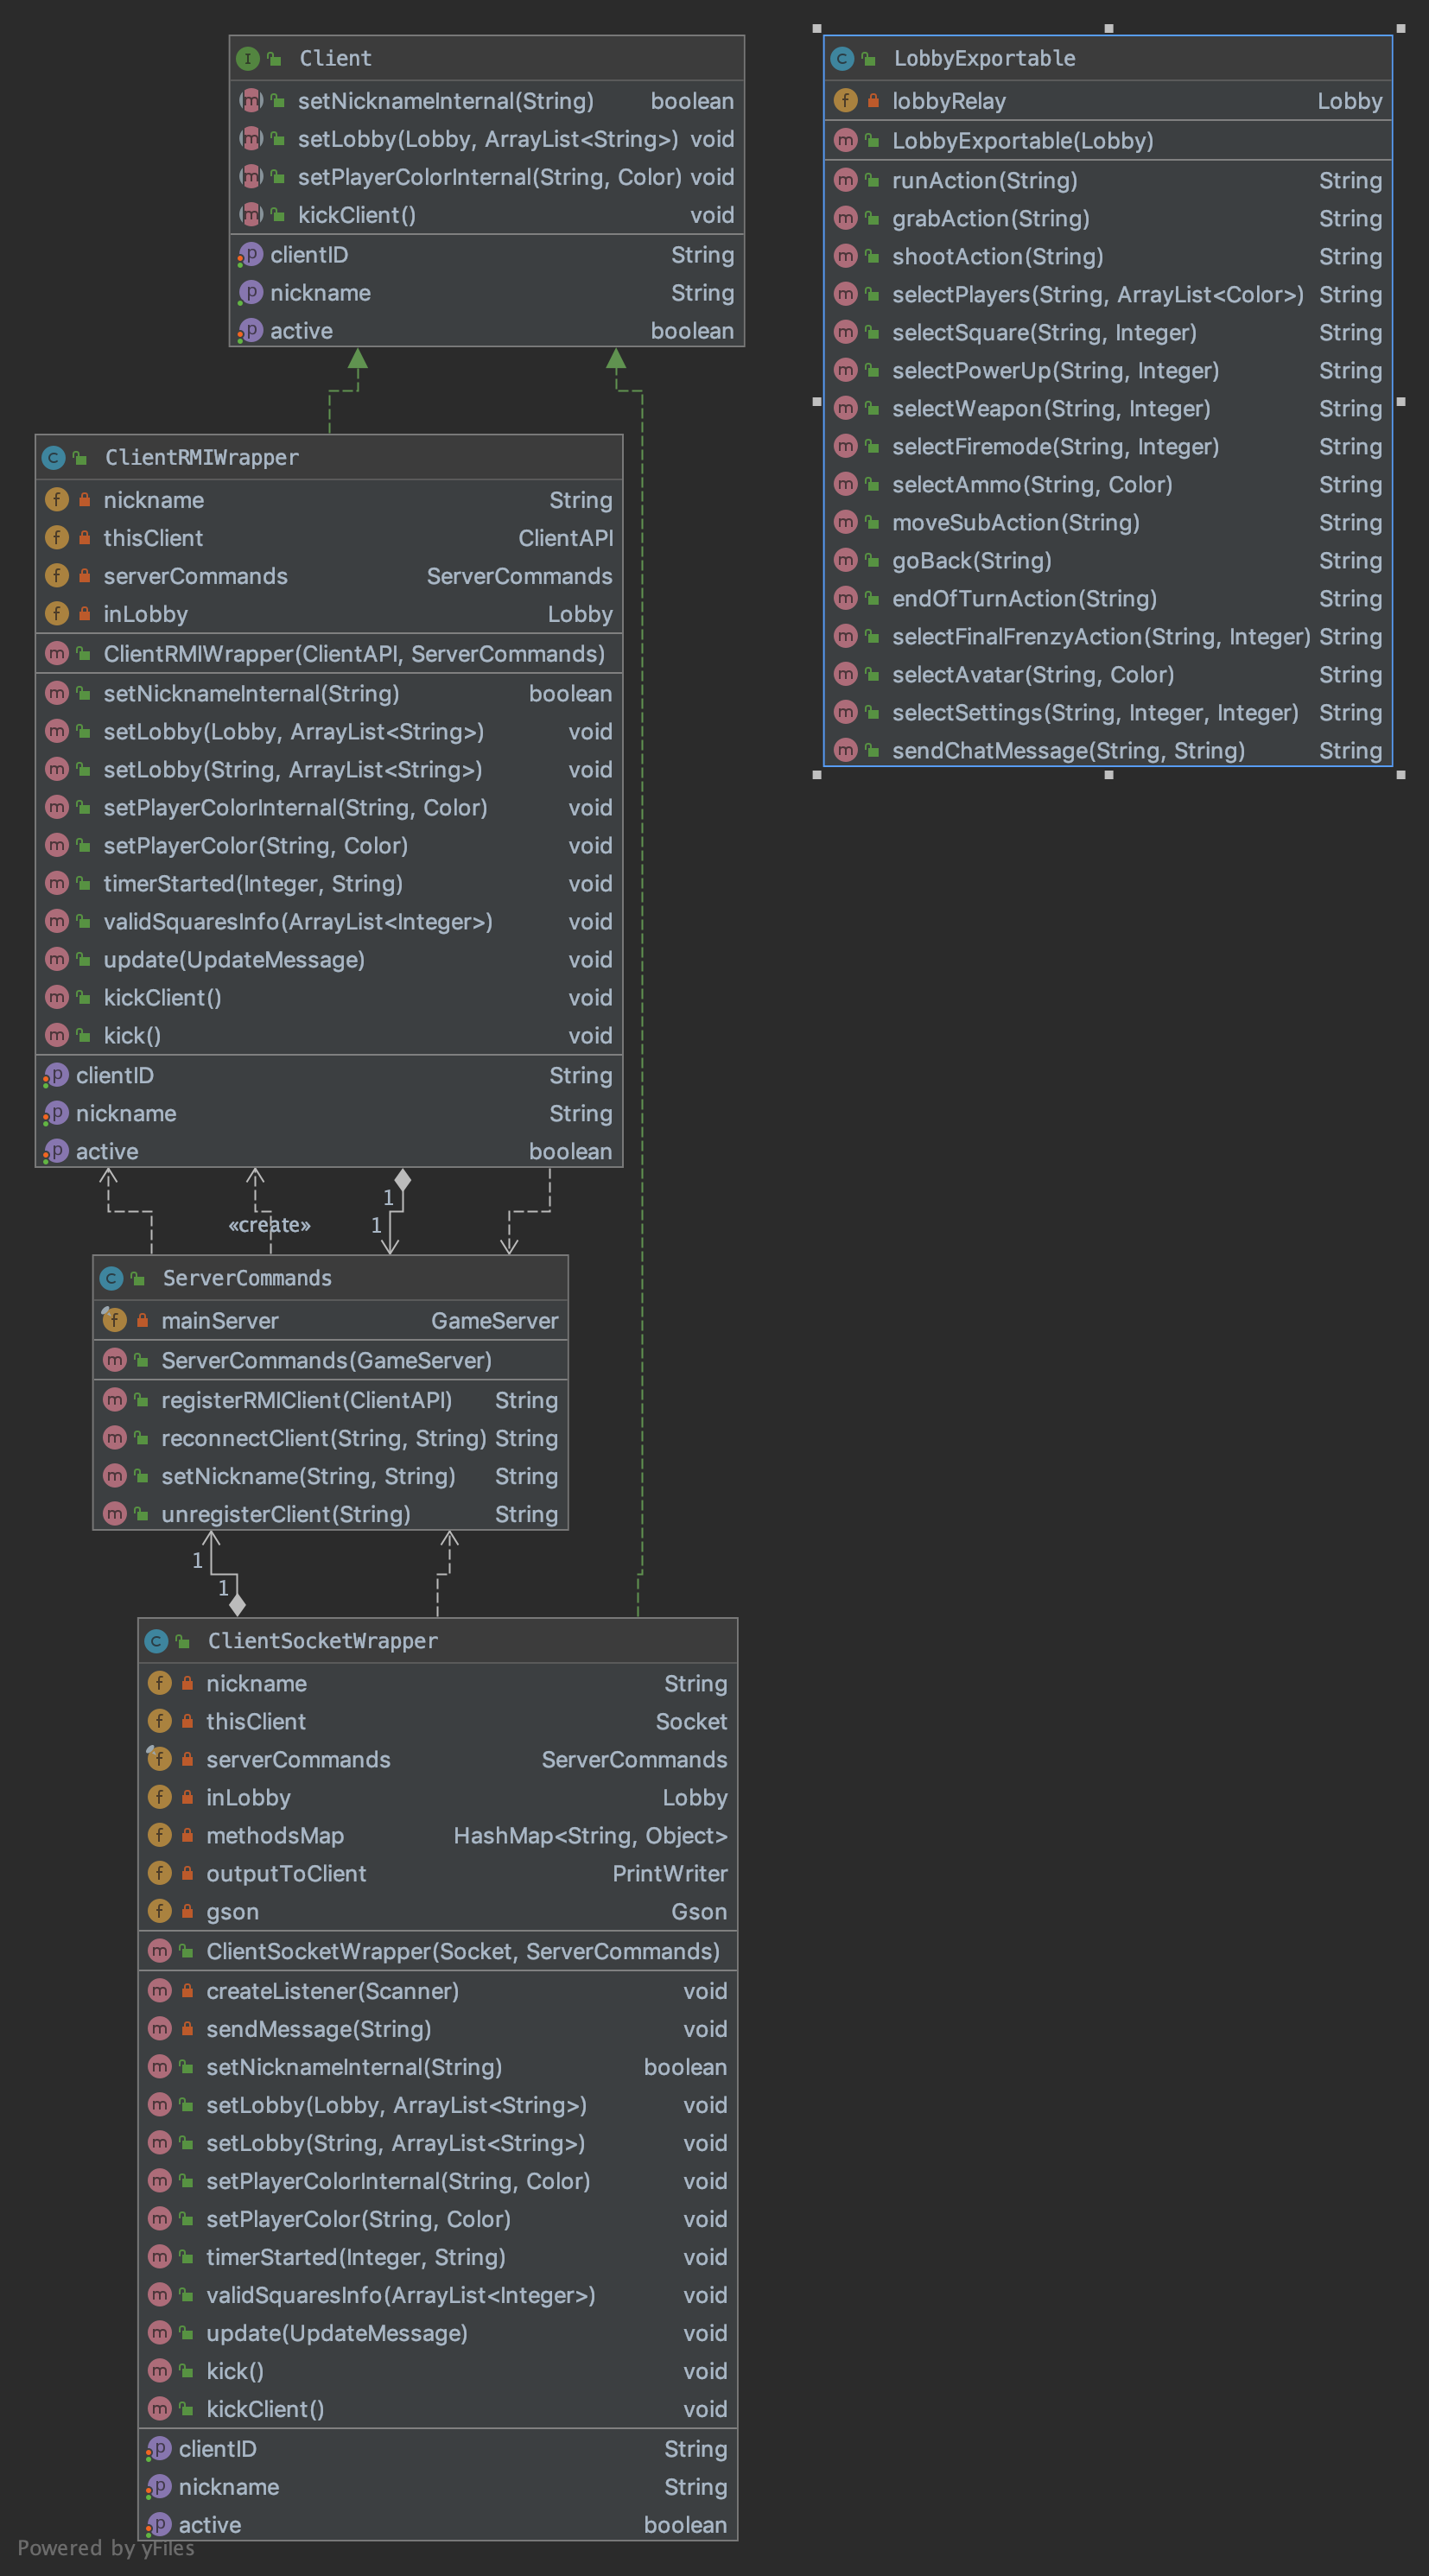 Client
setNicknameInternal(String) boolean
setLobby(Lobby, ArrayList<String>) void
setPlayerColorInternal(String, Color) void
kickClient() void
clientID String
nickname String
active boolean
LobbyExportable
lobbyRelay Lobby
LobbyExportable(Lobby)
runAction(String) String
grabAction(String) String
shootAction(String) String
selectPlayers(String, ArrayList<Color>) String
selectSquare(String, Integer) String
selectPowerUp(String, Integer) String
selectWeapon(String, Integer) String
selectFiremode(String, Integer) String
selectAmmo(String, Color) String
moveSubAction(String) String
goBack(String) String
endOfTurnAction(String) String
selectFinalFrenzyAction(String, Integer) String
selectAvatar(String, Color) String
selectSettings(String, Integer, Integer) String
sendChatMessage(String, String) String
ClientRMIWrapper
nickname String
thisClient ClientAPI
serverCommands ServerCommands
inLobby Lobby
ClientRMIWrapper(ClientAPI, ServerCommands)
setNicknameInternal(String) boolean
setLobby(Lobby, ArrayList<String>) void
setLobby(String, ArrayList<String>) void
setPlayerColorInternal(String, Color) void
setPlayerColor(String, Color) void
timerStarted(Integer, String) void
validSquaresInfo(ArrayList<Integer>) void
update(UpdateMessage) void
kickClient() void
kick() void
clientID String
nickname String
active boolean
1
«create» 1
ServerCommands
mainServer GameServer
ServerCommands(GameServer)
registerRMIClient(ClientAPI) String
reconnectClient(String, String) String
setNickname(String, String) String
unregisterClient(String) String
1
1
ClientSocketWrapper
nickname String
thisClient Socket
serverCommands ServerCommands
inLobby Lobby
methodsMap HashMap<String, Object>
outputToClient PrintWriter
gson Gson
ClientSocketWrapper(Socket, ServerCommands)
createListener(Scanner) void
sendMessage(String) void
setNicknameInternal(String) boolean
setLobby(Lobby, ArrayList<String>) void
setLobby(String, ArrayList<String>) void
setPlayerColorInternal(String, Color) void
setPlayerColor(String, Color) void
timerStarted(Integer, String) void
validSquaresInfo(ArrayList<Integer>) void
update(UpdateMessage) void
kick() void
kickClient() void
clientID String
nickname String
active boolean
Powered by yFiles